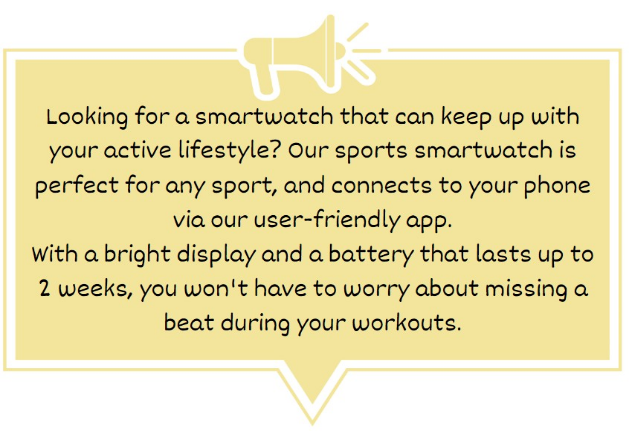 Looking for a smartwatch that can keep up with
your active lifestyle? Our sports smartwatch is
perfect for any sport, and connects to your phone
via our user-friendly app.
With a bright display and a battery that lasts up to
2 weeks, you won't have to worry about missing a
beat during your workouts.